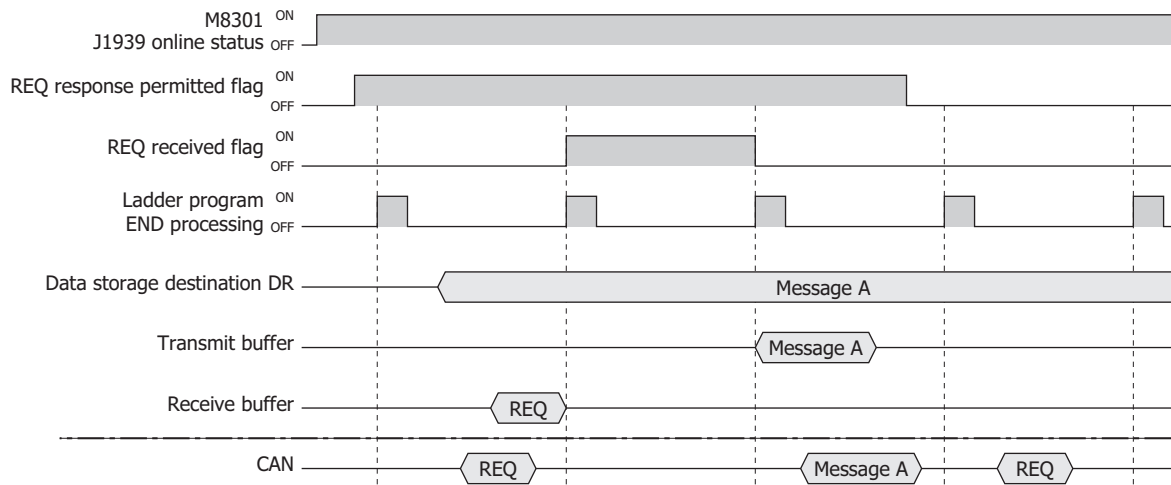 M8301 ON
J1939 online status OFF
REQ response permitted flag ON
OFF
REQ received flag ON
OFF
Ladder program ON
END processing OFF
Data storage destination DR Message A
Transmit buffer Message A
Receive buffer REQ
CAN REQ Message A REQ